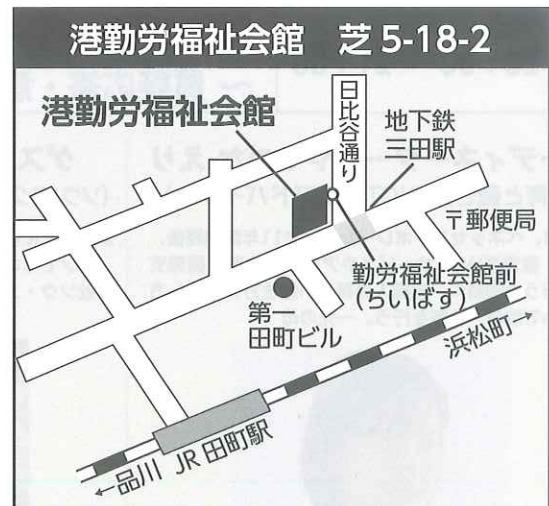 港勤労福祉会館 芝5-18-2
港勤労福祉会館
日比谷通り
地下鉄
三田駅
〒郵便局
勤労福祉会館前
(ちいばす)
第一
田町ビル
浜松町→
←品川 JR田町駅